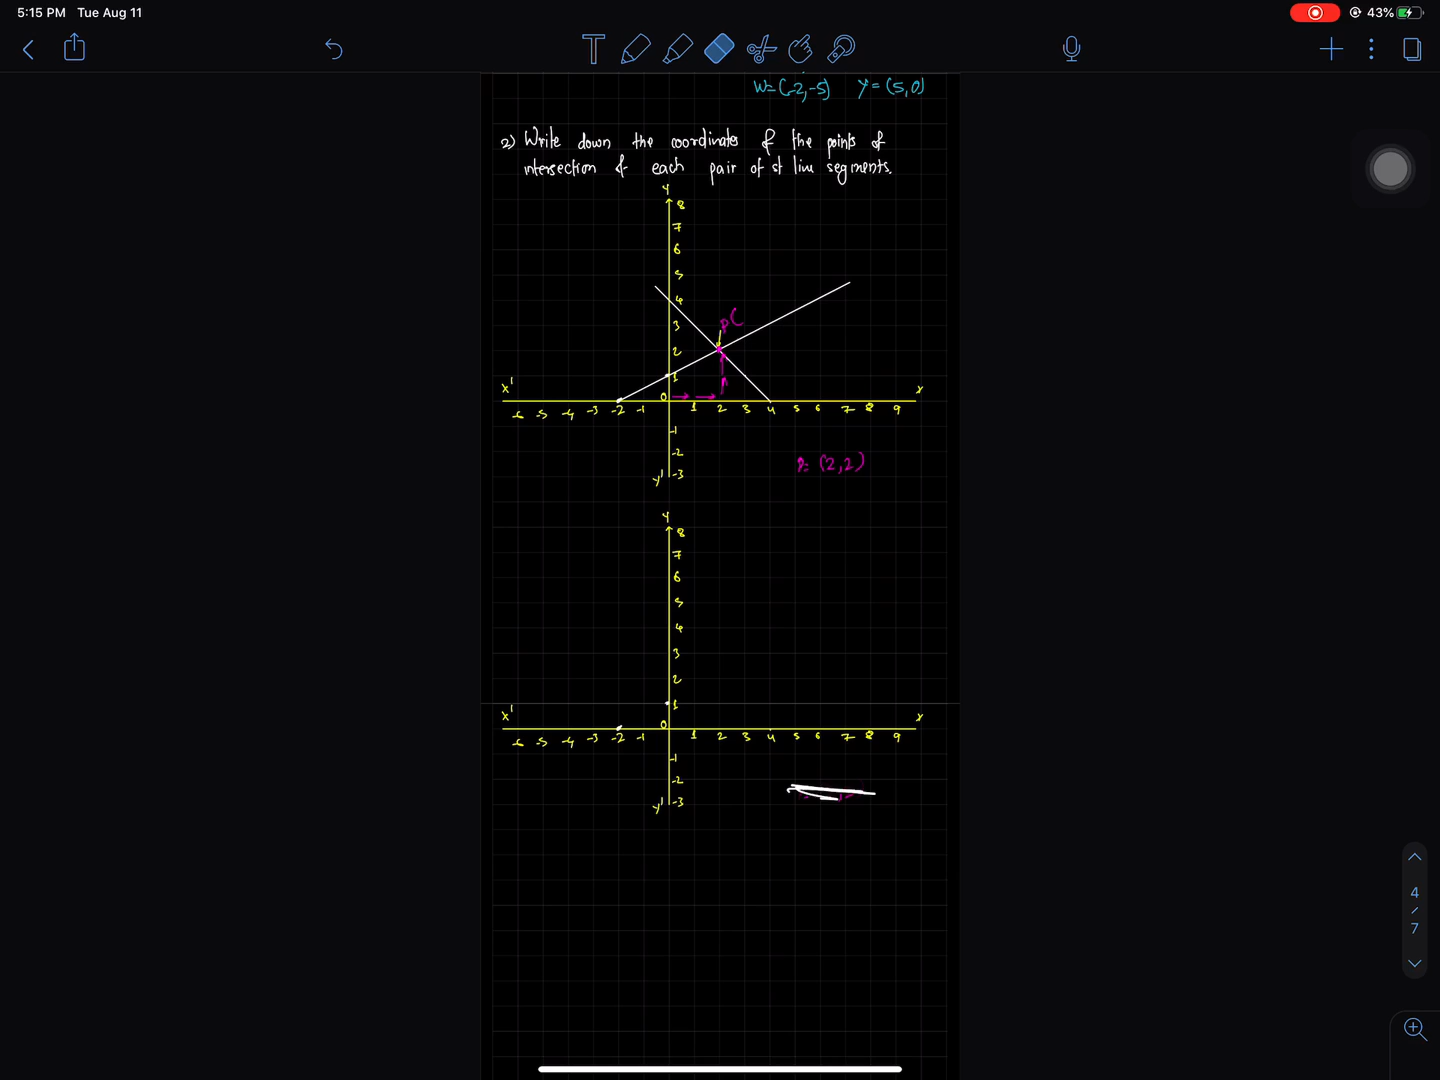 5:15 PM Tue Aug 11
43%
T
W=(-2,-5) Y=(5,0)
2) Write down the coordinates of the points of
intersection of each pair of st line segments.
Y
8
7
6
5
4
P(
3
2
1
X' 0 X
-6 -5 -4 -3 -2 -1 1 2 3 4 5 6 7 8 9
-1
-2
P= (2,2)
Y' -3
Y
8
7
6
5
4
3
2
1
X' 0 X
-6 -5 -4 -3 -2 -1 1 2 3 4 5 6 7 8 9
-1
-2
Y' -3
4
/
7